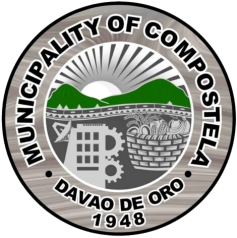 MUNICIPALITY OF COMPOSTELA
DAVAO DE ORO
1948